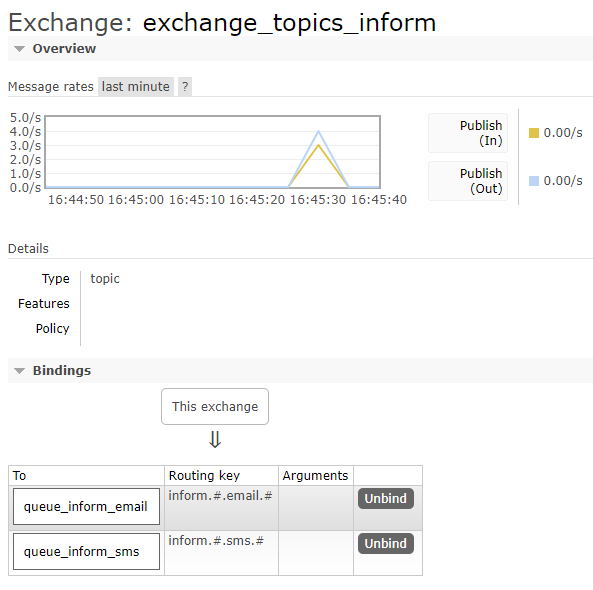 Exchange: exchange_topics_inform
Overview
Message rates last minute ?
5.0/s
4.0/s
3.0/s
2.0/s
1.0/s
0.0/s
16:44:50 16:45:00 16:45:10 16:45:20 16:45:30 16:45:40
Publish (In) 0.00/s
Publish (Out) 0.00/s
Details
Type topic
Features
Policy
Bindings
This exchange
⇓
To Routing key Arguments
queue_inform_email inform.#.email.# Unbind
queue_inform_sms inform.#.sms.# Unbind